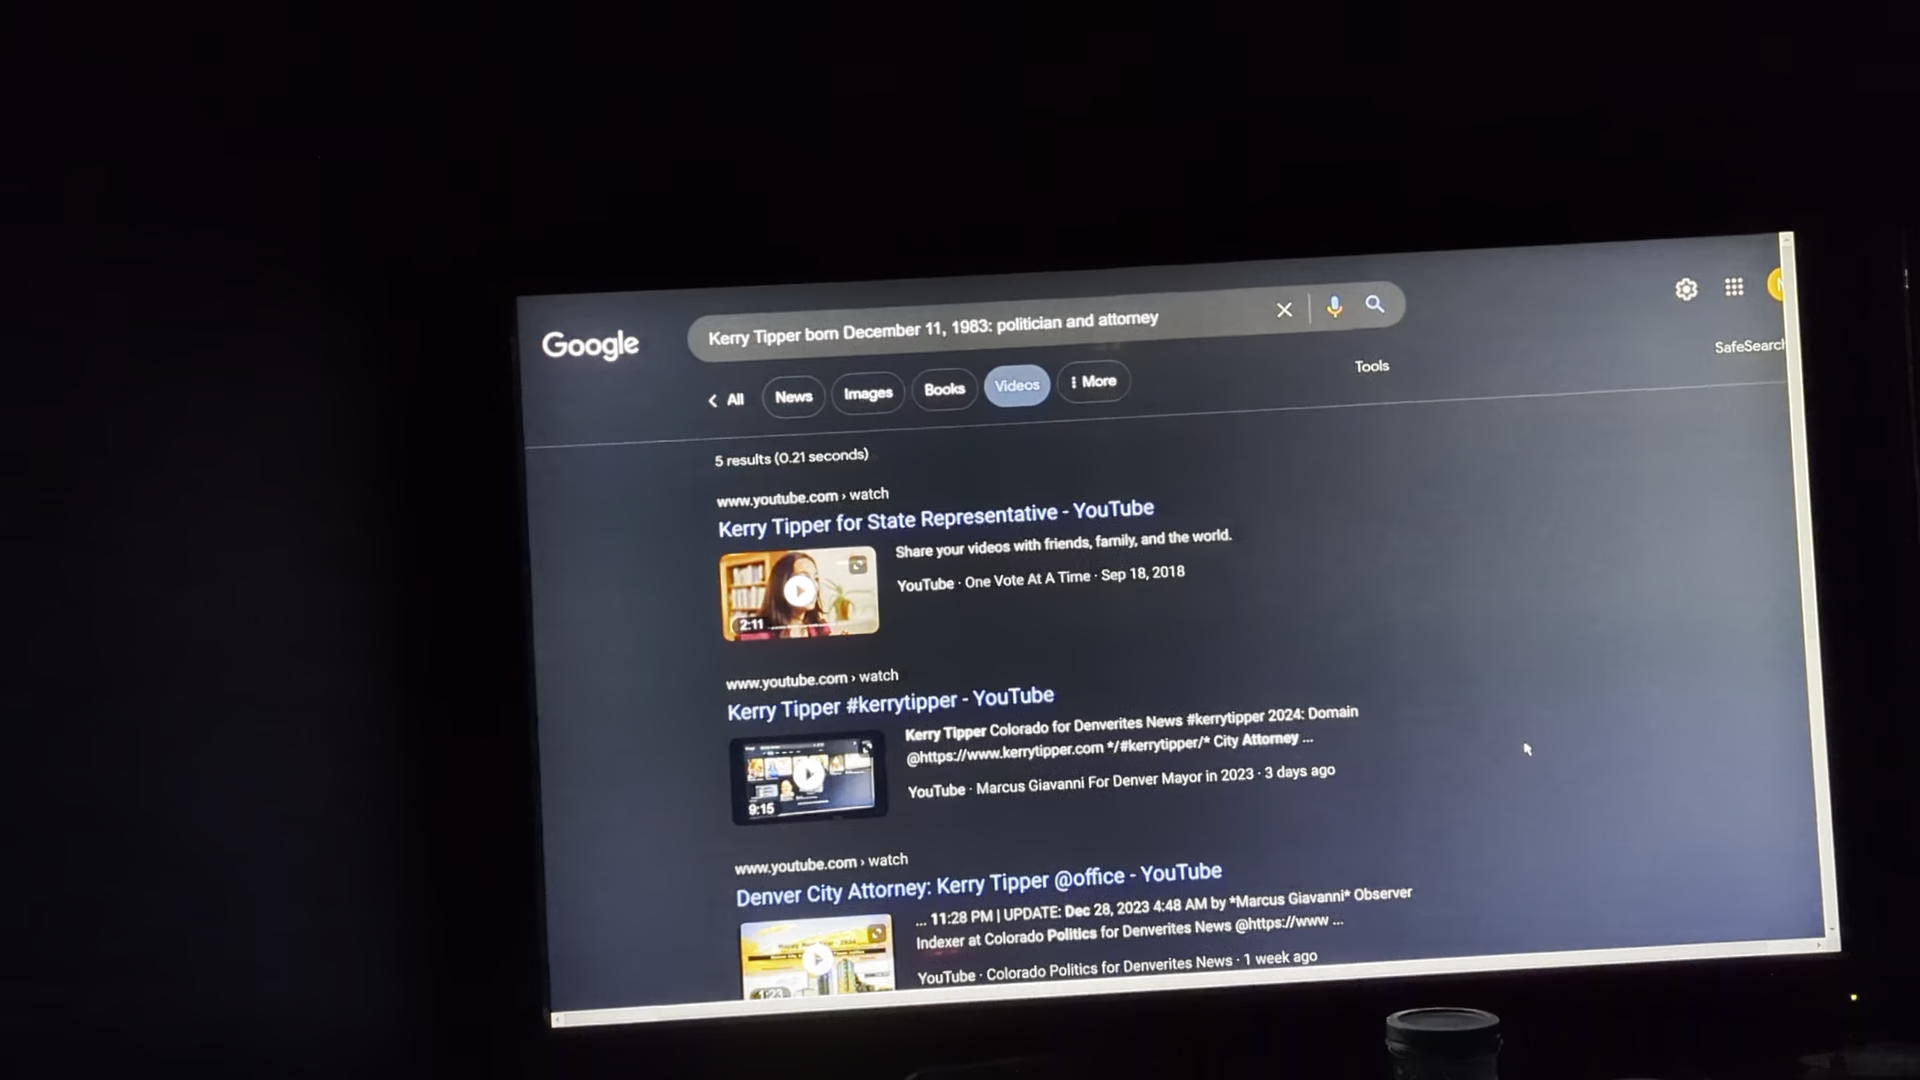 Google
Kerry Tipper born December 11, 1983: politician and attorney
All
News
Images
Books
Videos
More
Tools
SafeSearch
5 results (0.21 seconds)
www.youtube.com › watch
Kerry Tipper for State Representative - YouTube
Share your videos with friends, family, and the world.
YouTube · One Vote At A Time · Sep 18, 2018
2:11
www.youtube.com › watch
Kerry Tipper #kerrytipper - YouTube
Kerry Tipper Colorado for Denverites News #kerrytipper 2024: Domain
@https://www.kerrytipper.com */#kerrytipper/* City Attorney ...
YouTube · Marcus Giavanni For Denver Mayor in 2023 · 3 days ago
9:15
www.youtube.com › watch
Denver City Attorney: Kerry Tipper @office - YouTube
... 11:28 PM | UPDATE: Dec 28, 2023 4:48 AM by *Marcus Giavanni* Observer
Indexer at Colorado Politics for Denverites News @https://www ...
YouTube · Colorado Politics for Denverites News · 1 week ago
1:23